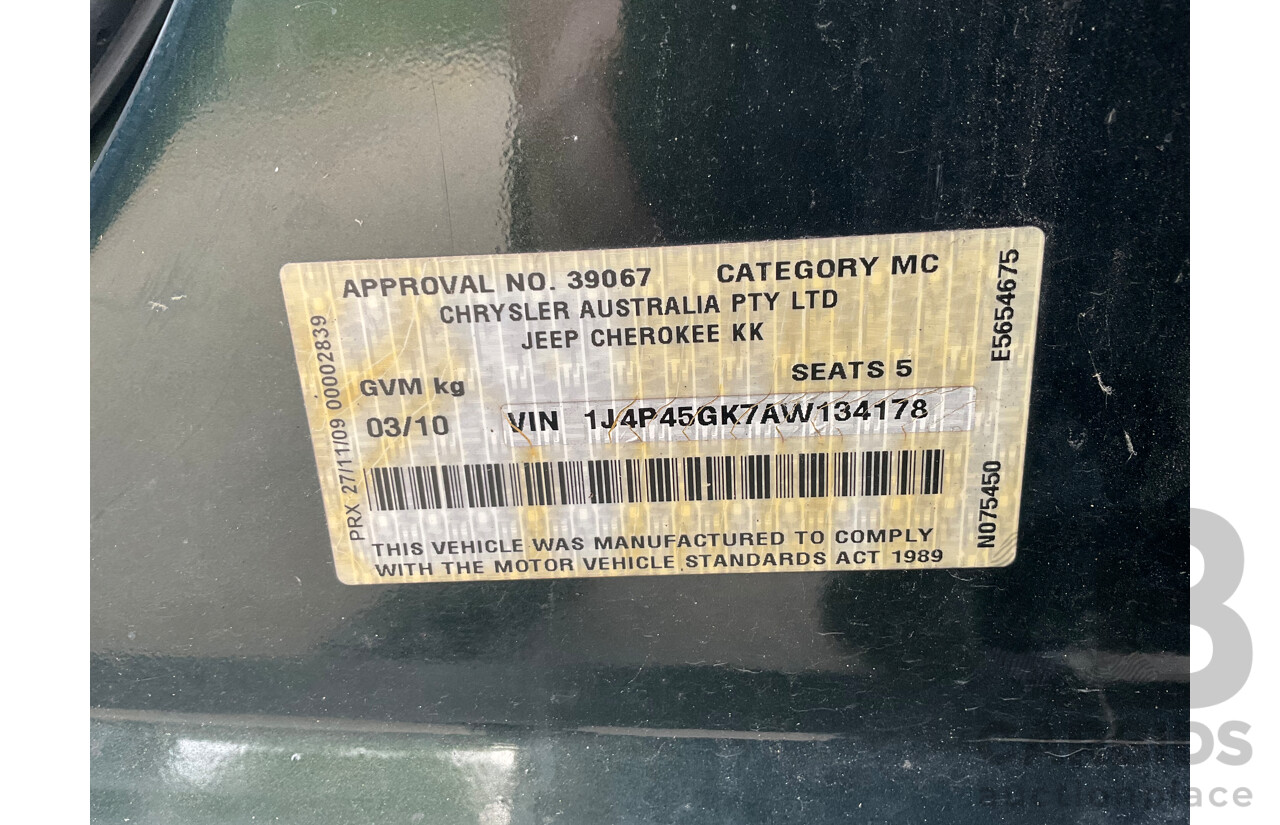 APPROVAL NO. 39067 CATEGORY MC
CHRYSLER AUSTRALIA PTY LTD
JEEP CHEROKEE KK
GVM kg SEATS 5
03/10 VIN 1J4P45GK7AW134178
THIS VEHICLE WAS MANUFACTURED TO COMPLY
WITH THE MOTOR VEHICLE STANDARDS ACT 1989
PRX 27/11/09 00002839
E5654675
N075450